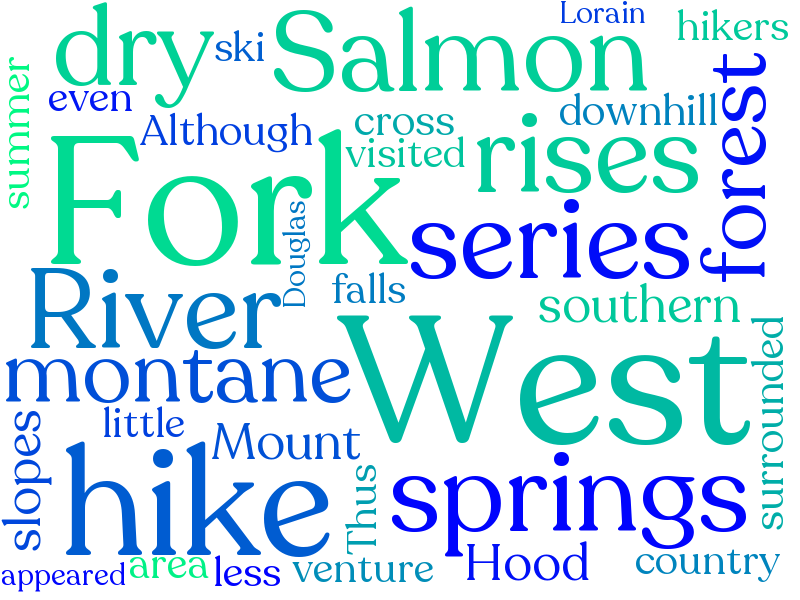 Lorain
dry
ski
Salmon
hikers
summer
even
Although
cross
downhill
visited
rises
forest
Fork
series
Douglas
River
falls
southern
West
montane
surrounded
slopes
little
Mount
hike
Thus
springs
appeared
area
less
venture
Hood
country